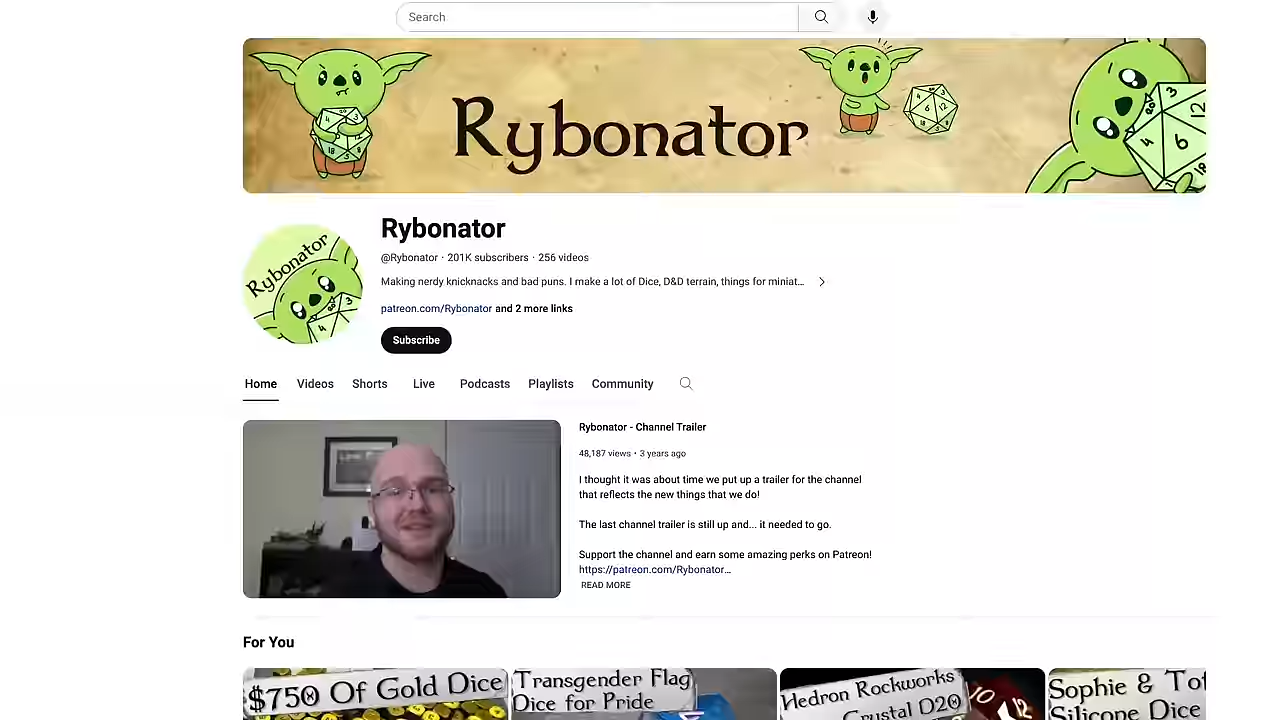 Search
Rybonator
Rybonator
Rybonator
@Rybonator · 201K subscribers · 256 videos
Making nerdy knicknacks and bad puns. I make a lot of Dice, D&D terrain, things for miniat...
patreon.com/Rybonator and 2 more links
Subscribe
Home Videos Shorts Live Podcasts Playlists Community
Rybonator - Channel Trailer
48,187 views · 3 years ago
I thought it was about time we put up a trailer for the channel
that reflects the new things that we do!
The last channel trailer is still up and... it needed to go.
Support the channel and earn some amazing perks on Patreon!
https://patreon.com/Rybonator...
READ MORE
For You
$750 Of Gold Dice
Transgender Flag
Dice for Pride
Hedron Rockworks
Crystal D20
Sophie & To
Silicone Dice